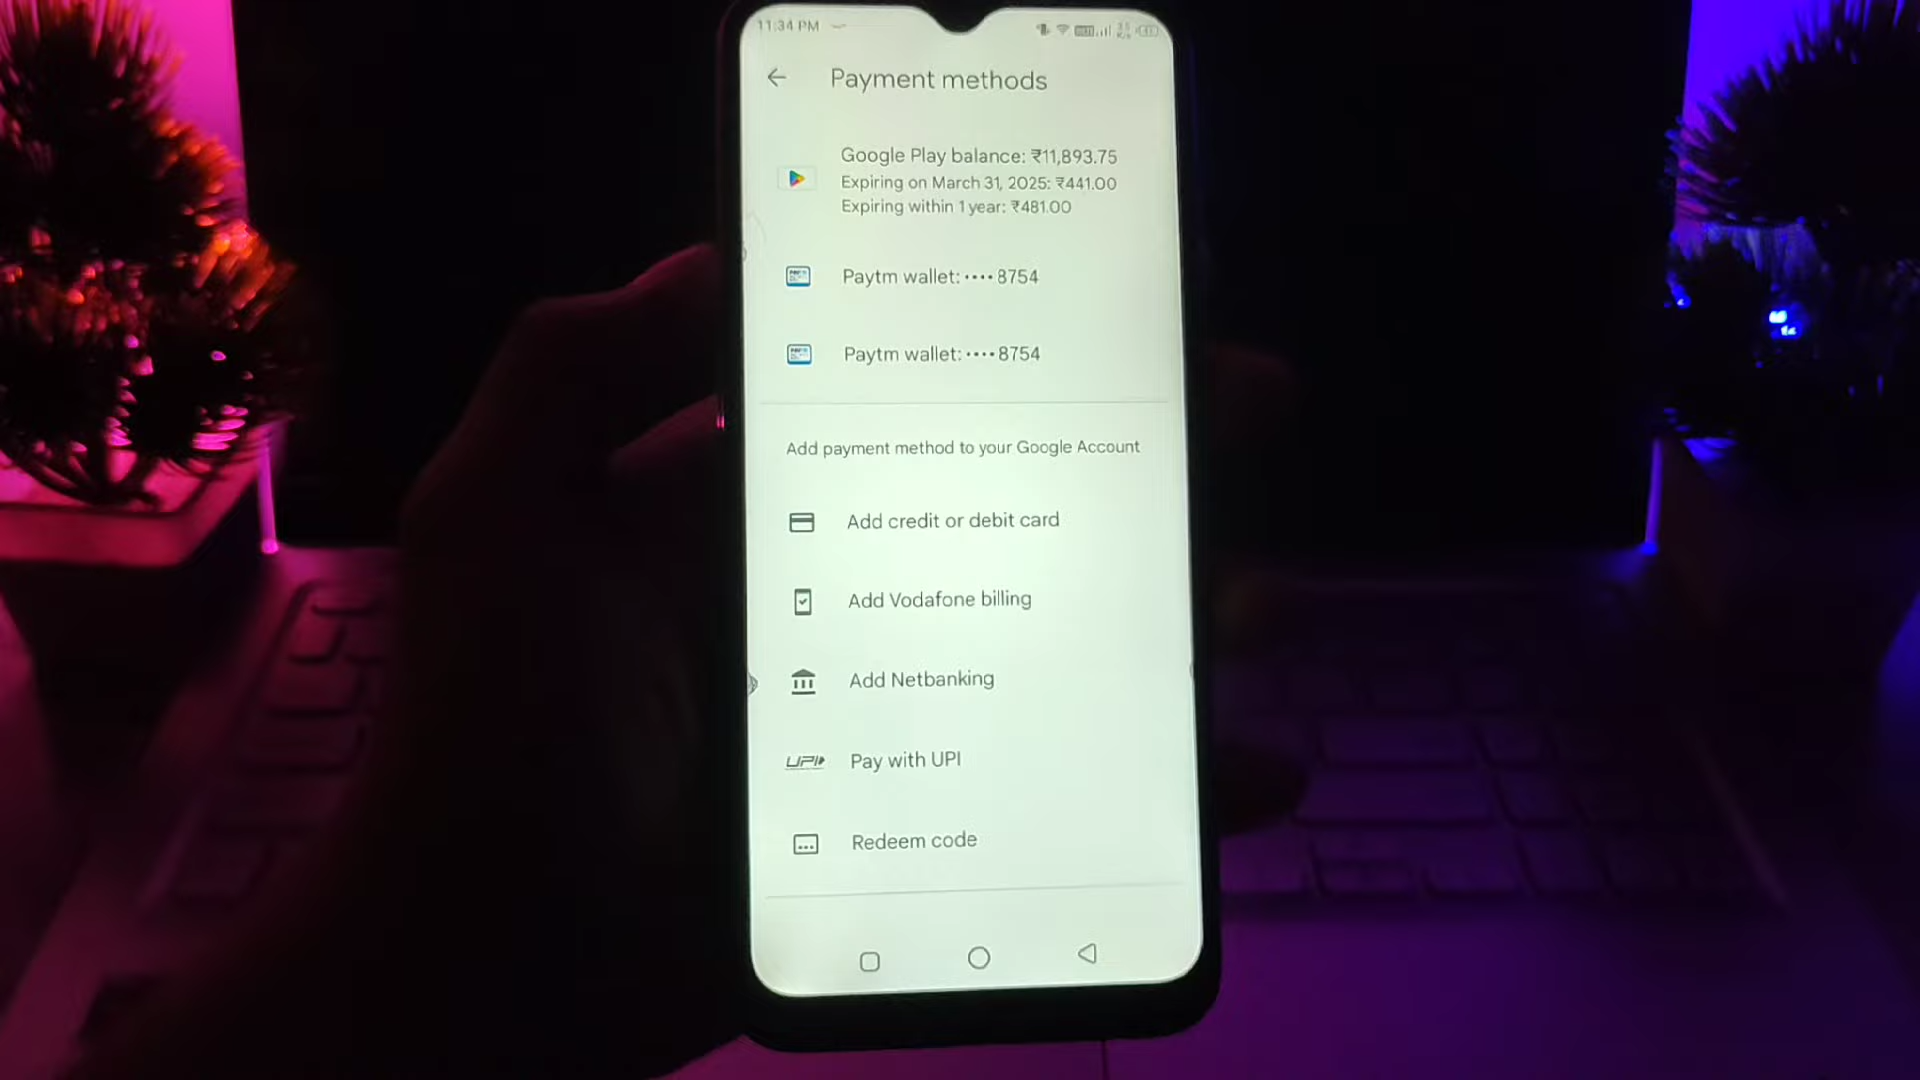 11:34 PM
Payment methods
Google Play balance: ₹11,893.75
Expiring on March 31, 2025: ₹441.00
Expiring within 1 year: ₹481.00
Paytm wallet: •••• 8754
Paytm wallet: •••• 8754
Add payment method to your Google Account
Add credit or debit card
Add Vodafone billing
Add Netbanking
UPI Pay with UPI
Redeem code